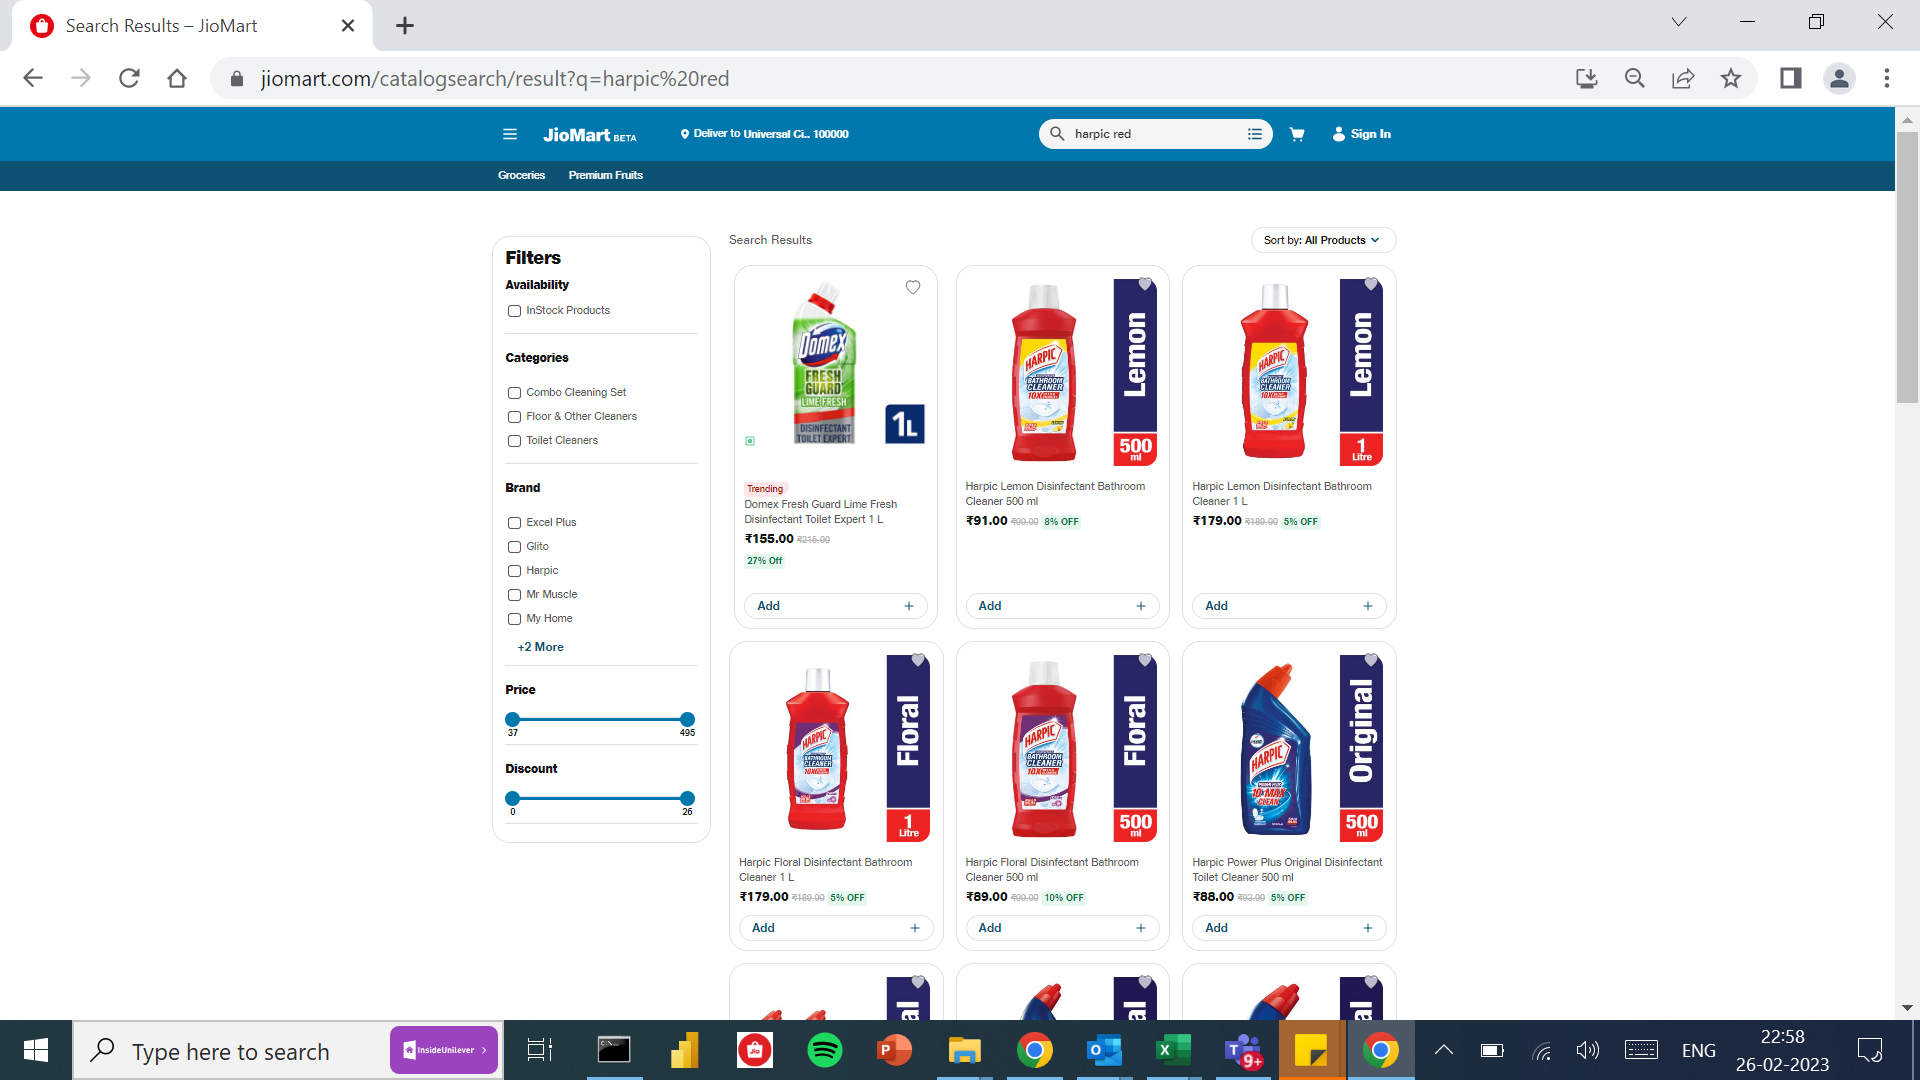 Search Results – JioMart
jiomart.com/catalogsearch/result?q=harpic%20red
JioMart BETA
Deliver to Universal Ci.. 100000
harpic red
Sign In
Groceries
Premium Fruits
Filters
Availability
InStock Products
Categories
Combo Cleaning Set
Floor & Other Cleaners
Toilet Cleaners
Brand
Excel Plus
Glito
Harpic
Mr Muscle
My Home
+2 More
Price
37
495
Discount
0
26
Search Results
Sort by: All Products
Domex
FRESH
GUARD
LIME FRESH
DISINFECTANT
TOILET EXPERT
1L
Trending
Domex Fresh Guard Lime Fresh
Disinfectant Toilet Expert 1 L
₹155.00 ₹215.00
27% Off
Add
HARPIC
BATHROOM
CLEANER
10X
Lemon
500
ml
Harpic Lemon Disinfectant Bathroom
Cleaner 500 ml
₹91.00 ₹99.00 8% OFF
Add
HARPIC
BATHROOM
CLEANER
10X
Lemon
1
Litre
Harpic Lemon Disinfectant Bathroom
Cleaner 1 L
₹179.00 ₹189.00 5% OFF
Add
HARPIC
BATHROOM
CLEANER
10X
Floral
1
Litre
Harpic Floral Disinfectant Bathroom
Cleaner 1 L
₹179.00 ₹189.00 5% OFF
Add
HARPIC
BATHROOM
CLEANER
10X
Floral
500
ml
Harpic Floral Disinfectant Bathroom
Cleaner 500 ml
₹89.00 ₹99.00 10% OFF
Add
HARPIC
10X MAX
CLEAN
Original
500
ml
Harpic Power Plus Original Disinfectant
Toilet Cleaner 500 ml
₹88.00 ₹93.00 5% OFF
Add
al
al
al
Type here to search
InsideUnilever
Jio
9+
ENG
22:58
26-02-2023